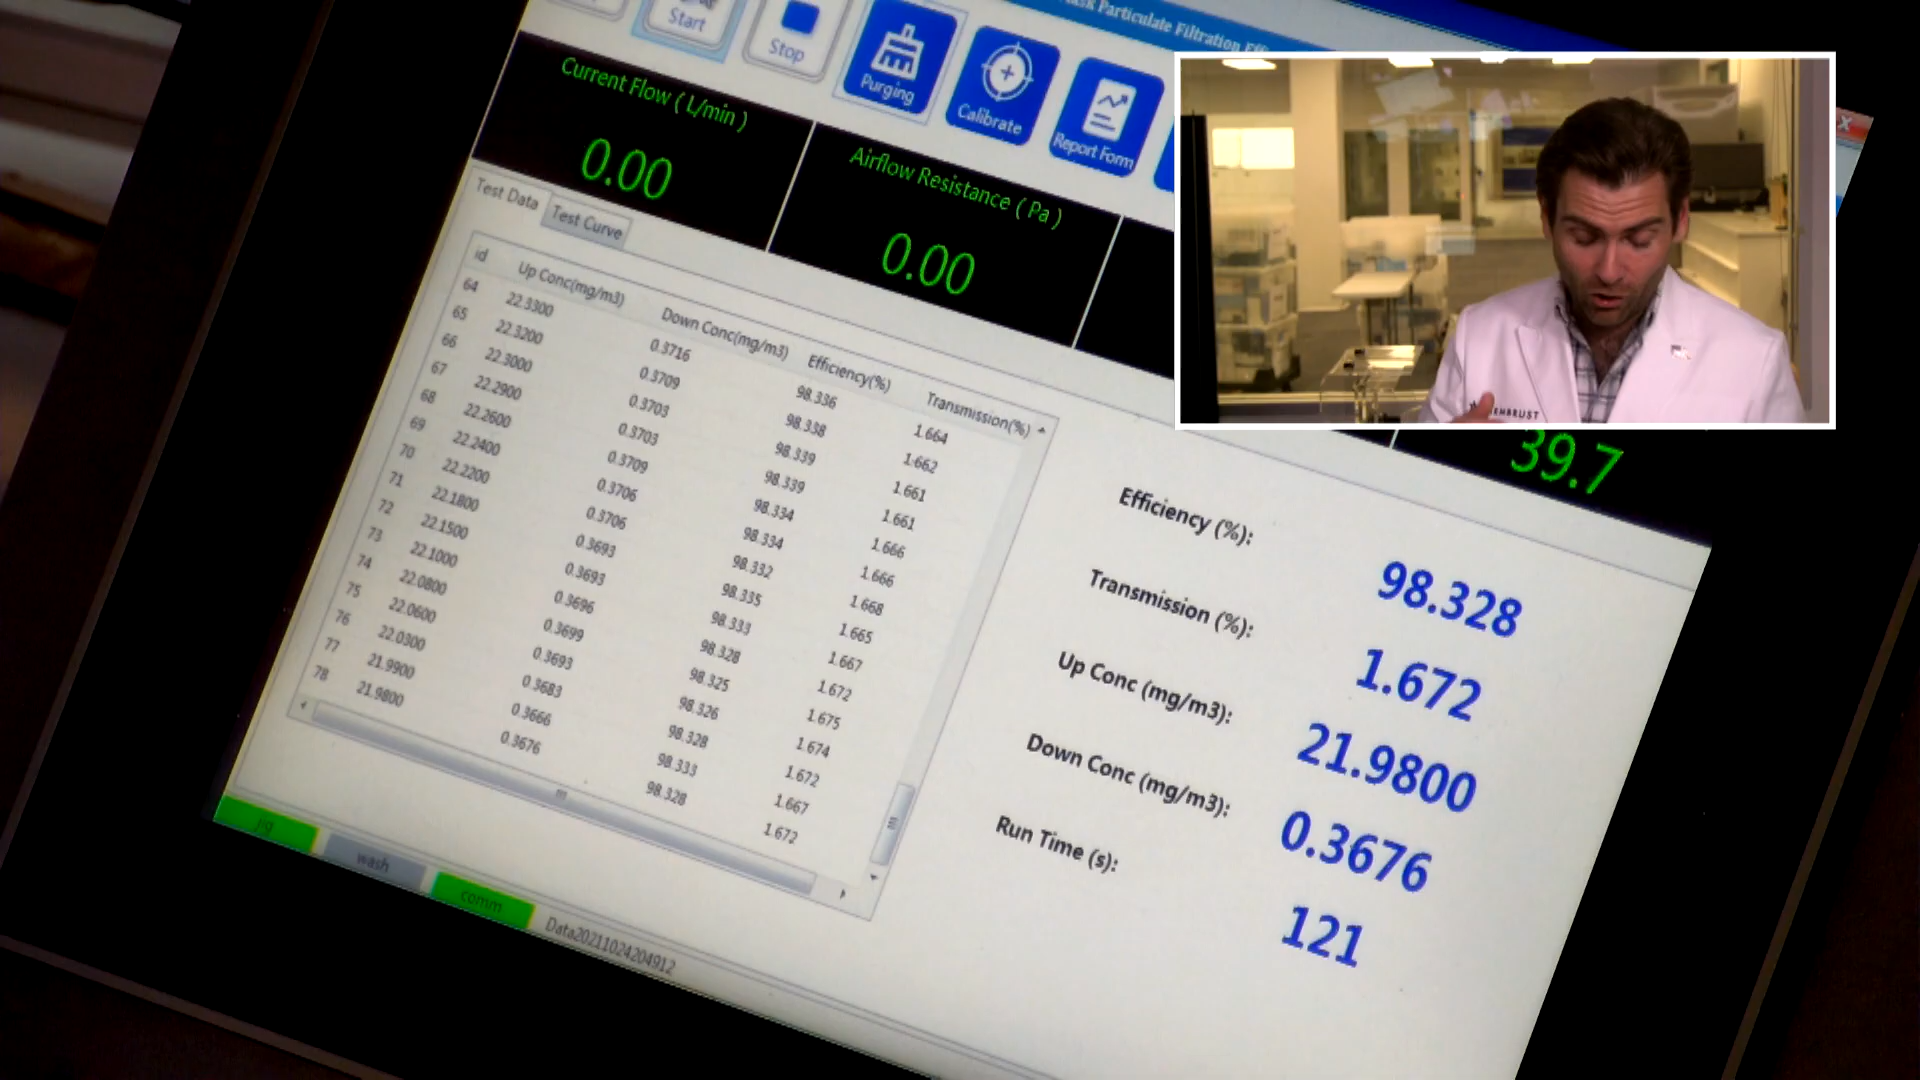 Mask Particulate Filtration
Start
Stop
Purging
Calibrate
Report Form
Current Flow ( L/min )
0.00
Airflow Resistance ( Pa )
0.00
39.7
Test Data
Test Curve
id Up Conc(mg/m3) Down Conc(mg/m3) Efficiency(%) Transmission(%)
64 22.3300 0.3716 98.336 1.664
65 22.3200 0.3709 98.338 1.662
66 22.3000 0.3703 98.339 1.661
67 22.2900 0.3703 98.339 1.661
68 22.2600 0.3709 98.334 1.666
69 22.2400 0.3706 98.334 1.666
70 22.2200 0.3706 98.332 1.668
71 22.1800 0.3693 98.335 1.665
72 22.1500 0.3693 98.333 1.667
73 22.1000 0.3696 98.328 1.672
74 22.0800 0.3699 98.325 1.675
75 22.0600 0.3693 98.326 1.674
76 22.0300 0.3683 98.328 1.672
77 21.9900 0.3666 98.333 1.667
78 21.9800 0.3676 98.328 1.672
Efficiency (%): 98.328
Transmission (%): 1.672
Up Conc (mg/m3): 21.9800
Down Conc (mg/m3): 0.3676
Run Time (s): 121
jig
wash
comm
Data20211024204912